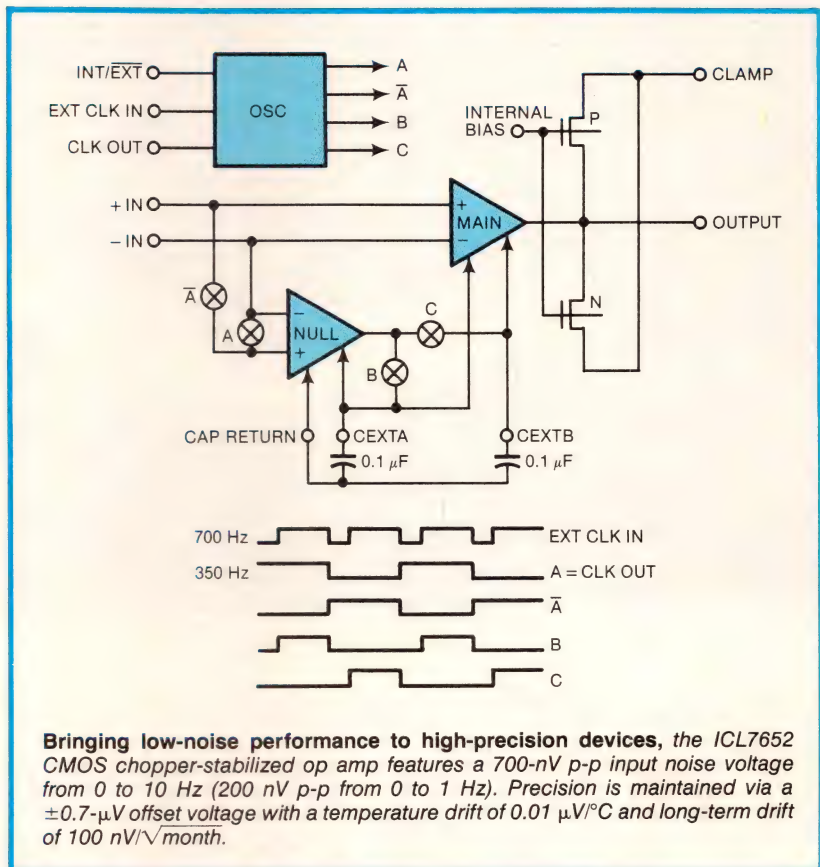 INT/E̅X̅T̅
EXT CLK IN
CLK OUT
OSC
A
A̅
B
C
CLAMP
INTERNAL
BIAS
P
+ IN
− IN
MAIN
OUTPUT
+
−
N
A̅
A
−
NULL
+
C
B
CAP RETURN
CEXTA
CEXTB
0.1 μF
0.1 μF
700 Hz
EXT CLK IN
350 Hz
A = CLK OUT
A̅
B
C
Bringing low-noise performance to high-precision devices, the ICL7652
CMOS chopper-stabilized op amp features a 700-nV p-p input noise voltage
from 0 to 10 Hz (200 nV p-p from 0 to 1 Hz). Precision is maintained via a
±0.7-μV offset voltage with a temperature drift of 0.01 μV/°C and long-term drift
of 100 nV/√month.